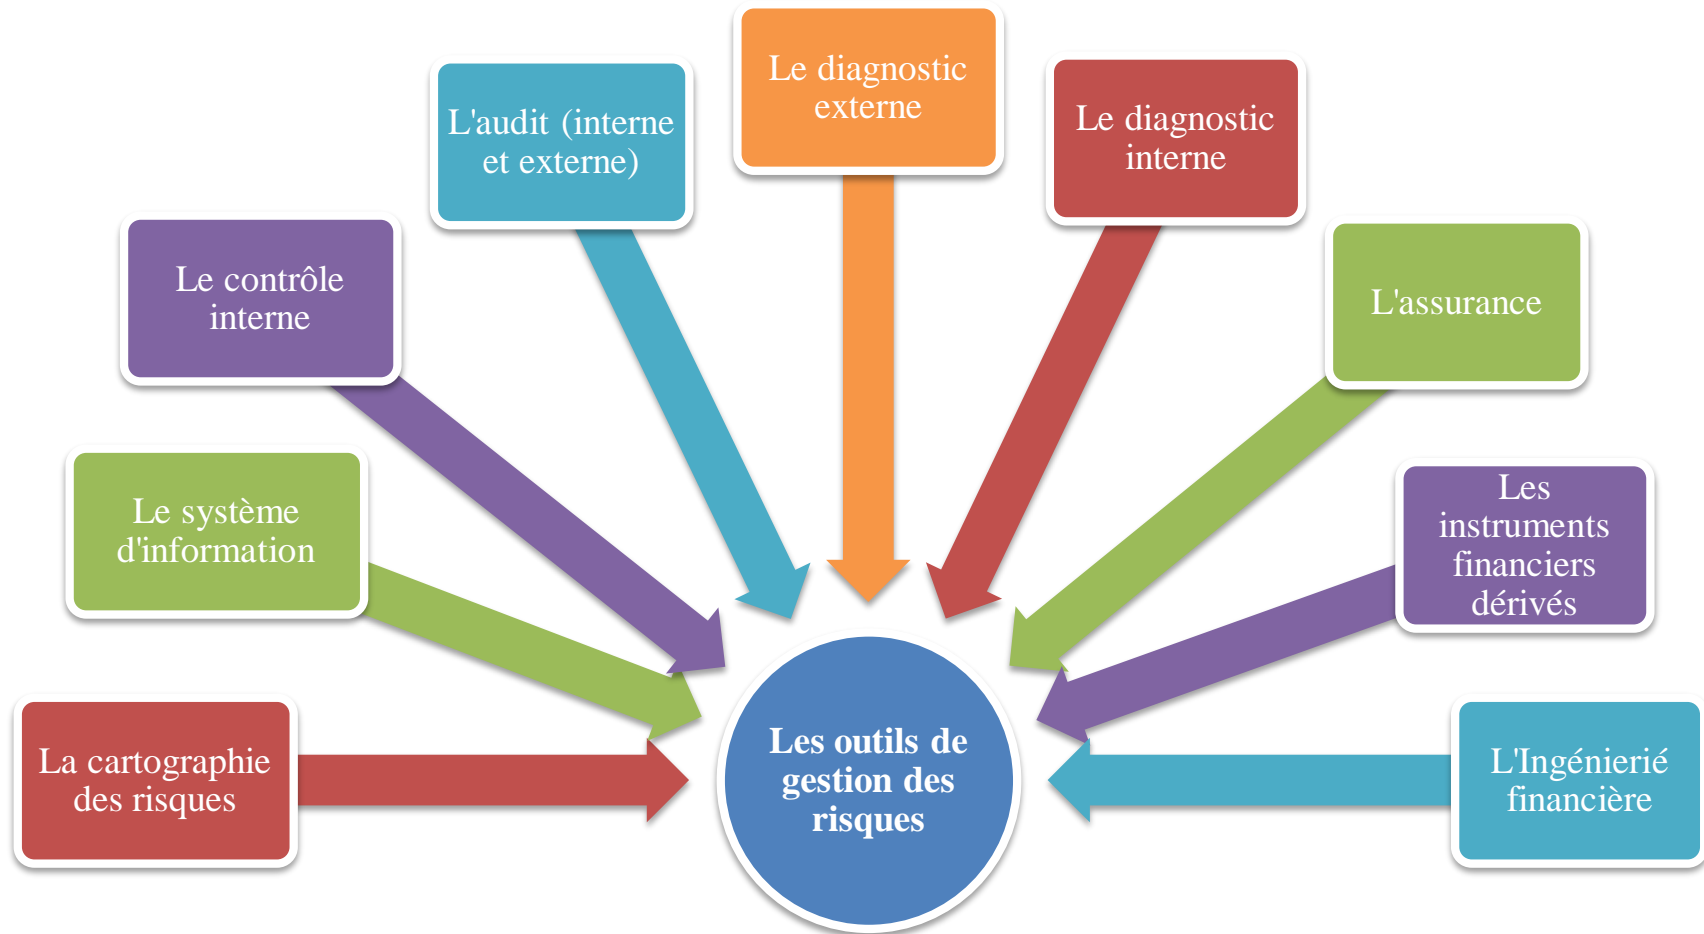 Le diagnostic
externe
L'audit (interne
et externe)
Le diagnostic
interne
Le contrôle
interne
L'assurance
Le système
d'information
Les
instruments
financiers
dérivés
La cartographie
des risques
Les outils de
gestion des
risques
L'Ingénierié
financière